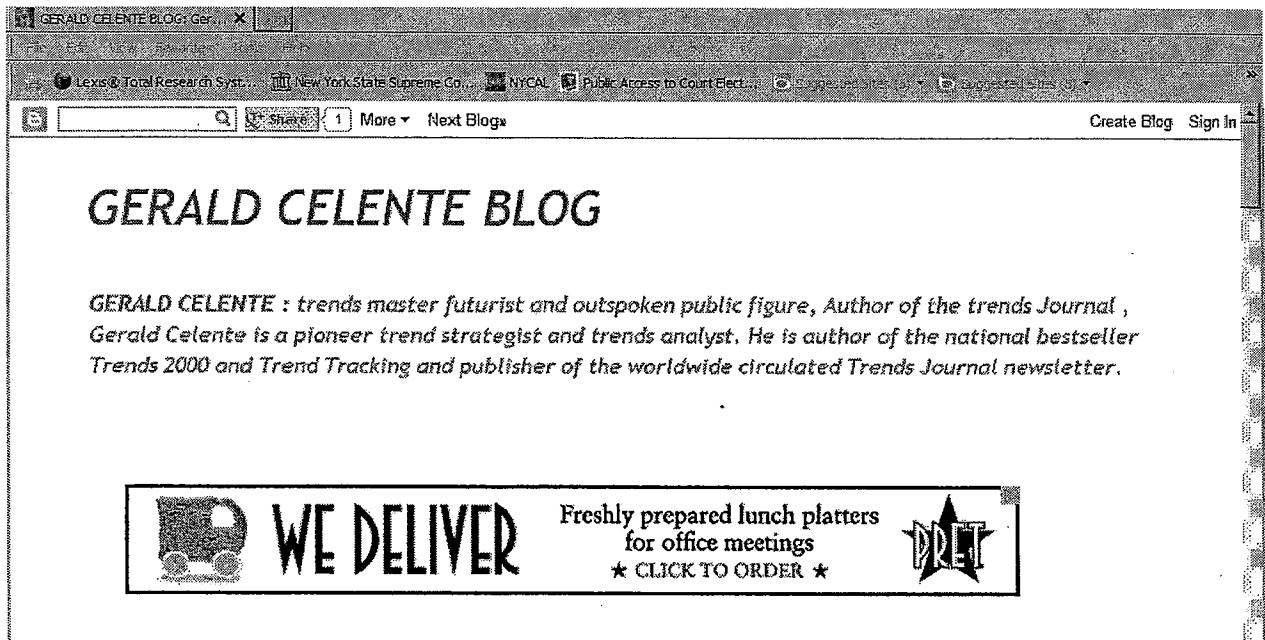 GERALD CELENTE BLOG: Ger... X
Lexis® Total Research Syst... New York State Supreme Co... NYCAL Public Access to Court Elect...
Share 1 More Next Blog»
Create Blog Sign In
GERALD CELENTE BLOG
GERALD CELENTE : trends master futurist and outspoken public figure, Author of the trends Journal ,
Gerald Celente is a pioneer trend strategist and trends analyst. He is author of the national bestseller
Trends 2000 and Trend Tracking and publisher of the worldwide circulated Trends Journal newsletter.
WE DELIVER
Freshly prepared lunch platters
for office meetings
★ CLICK TO ORDER ★
PRET